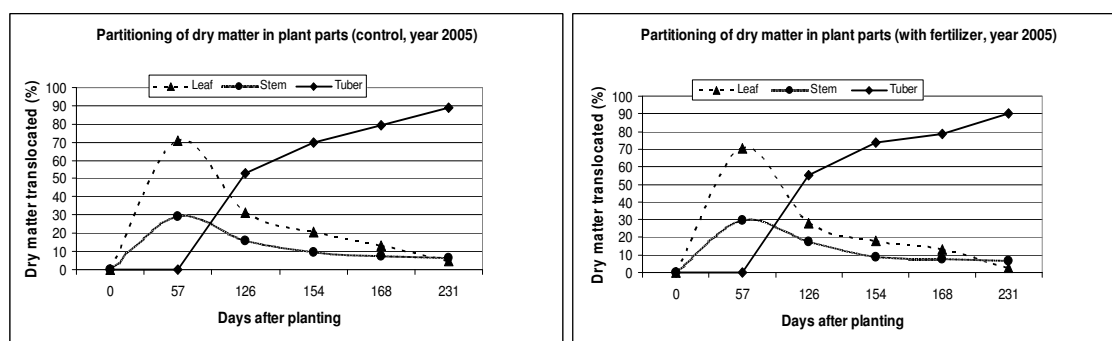 Partitioning of dry matter in plant parts (control, year 2005)
Leaf Stem Tuber
Dry matter translocated (%)
100
90
80
70
60
50
40
30
20
10
0
0 57 126 154 168 231
Days after planting
Partitioning of dry matter in plant parts (with fertilizer, year 2005)
Leaf Stem Tuber
Dry matter translocated (%)
100
90
80
70
60
50
40
30
20
10
0
0 57 126 154 168 231
Days after planting